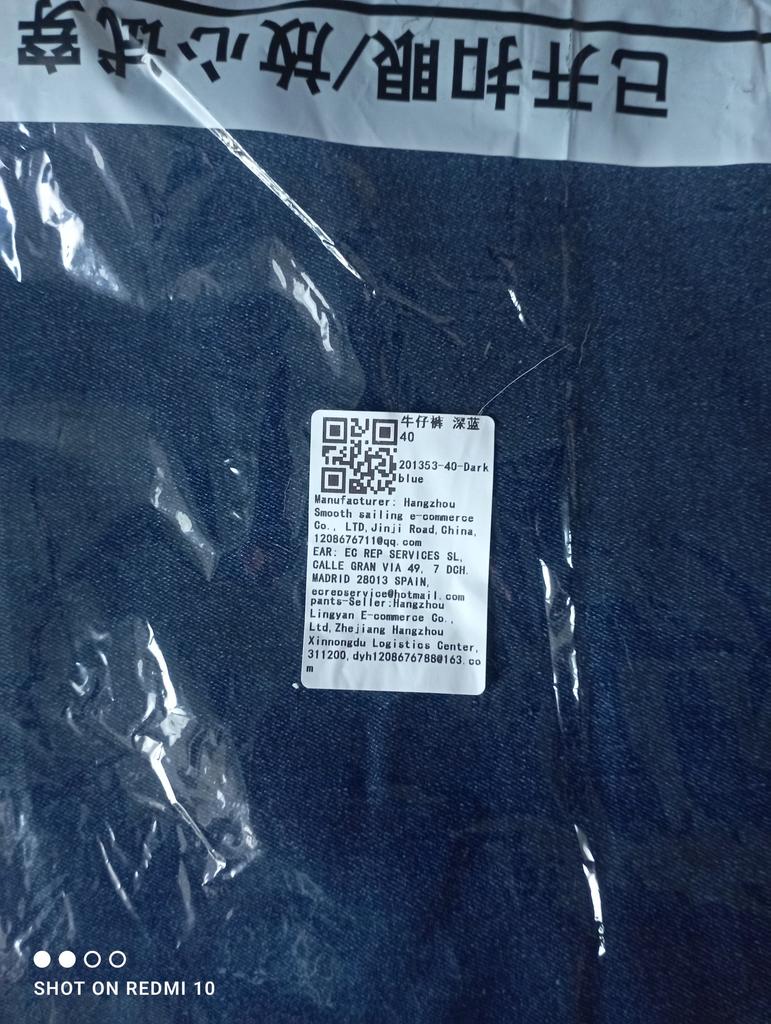 已开扣眼/放心试穿
牛仔裤 深蓝
40
201353-40-Dark
blue
Manufacturer: Hangzhou
Smooth sailing e-commerce
Co., LTD,Jinji Road,China,
1208676711@qq.com
EAR: EC REP SERVICES SL,
CALLE GRAN VIA 49, 7 DCH.
MADRID 28013 SPAIN,
ecrepservice@hotmail.com
pants-Seller:Hangzhou
Lingyan E-commerce Co.,
Ltd,Zhejiang Hangzhou
Xinnongdu Logistics Center,
311200,dyh1208676788@163.co
m
SHOT ON REDMI 10